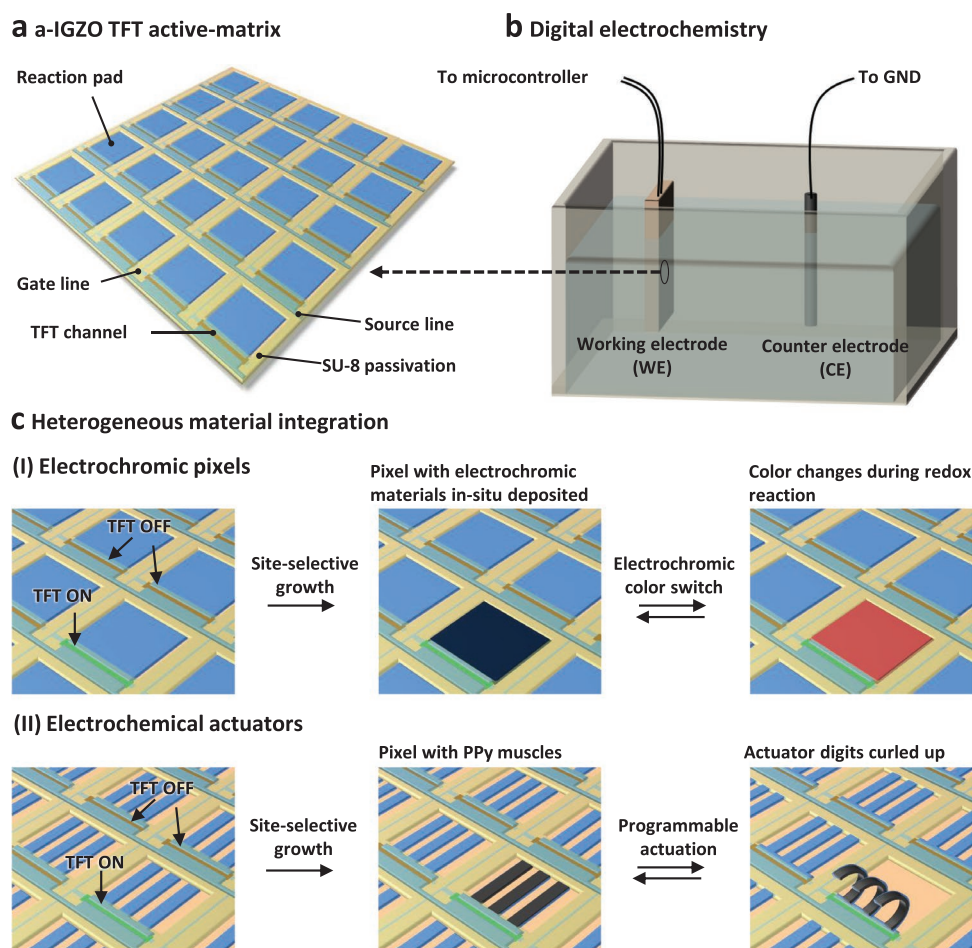 a a-IGZO TFT active-matrix
Reaction pad
Gate line
TFT channel
Source line
SU-8 passivation
b Digital electrochemistry
To microcontroller
To GND
Working electrode
(WE)
Counter electrode
(CE)
c Heterogeneous material integration
(I) Electrochromic pixels
TFT OFF
TFT ON
Site-selective
growth
Pixel with electrochromic
materials in-situ deposited
Electrochromic
color switch
Color changes during redox
reaction
(II) Electrochemical actuators
TFT OFF
TFT ON
Site-selective
growth
Pixel with PPy muscles
Programmable
actuation
Actuator digits curled up